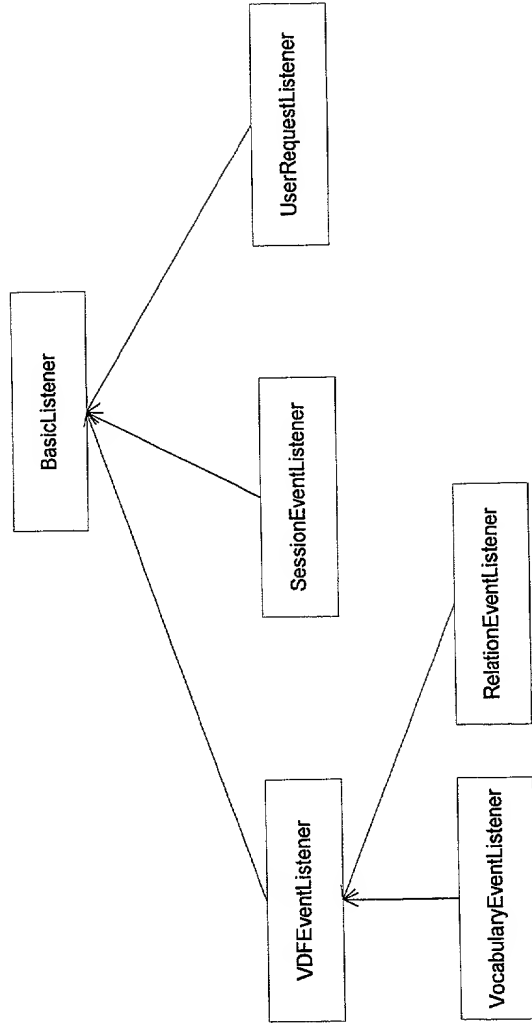 BasicListener
VDFEventListener
SessionEventListener
UserRequestListener
VocabularyEventListener
RelationEventListener